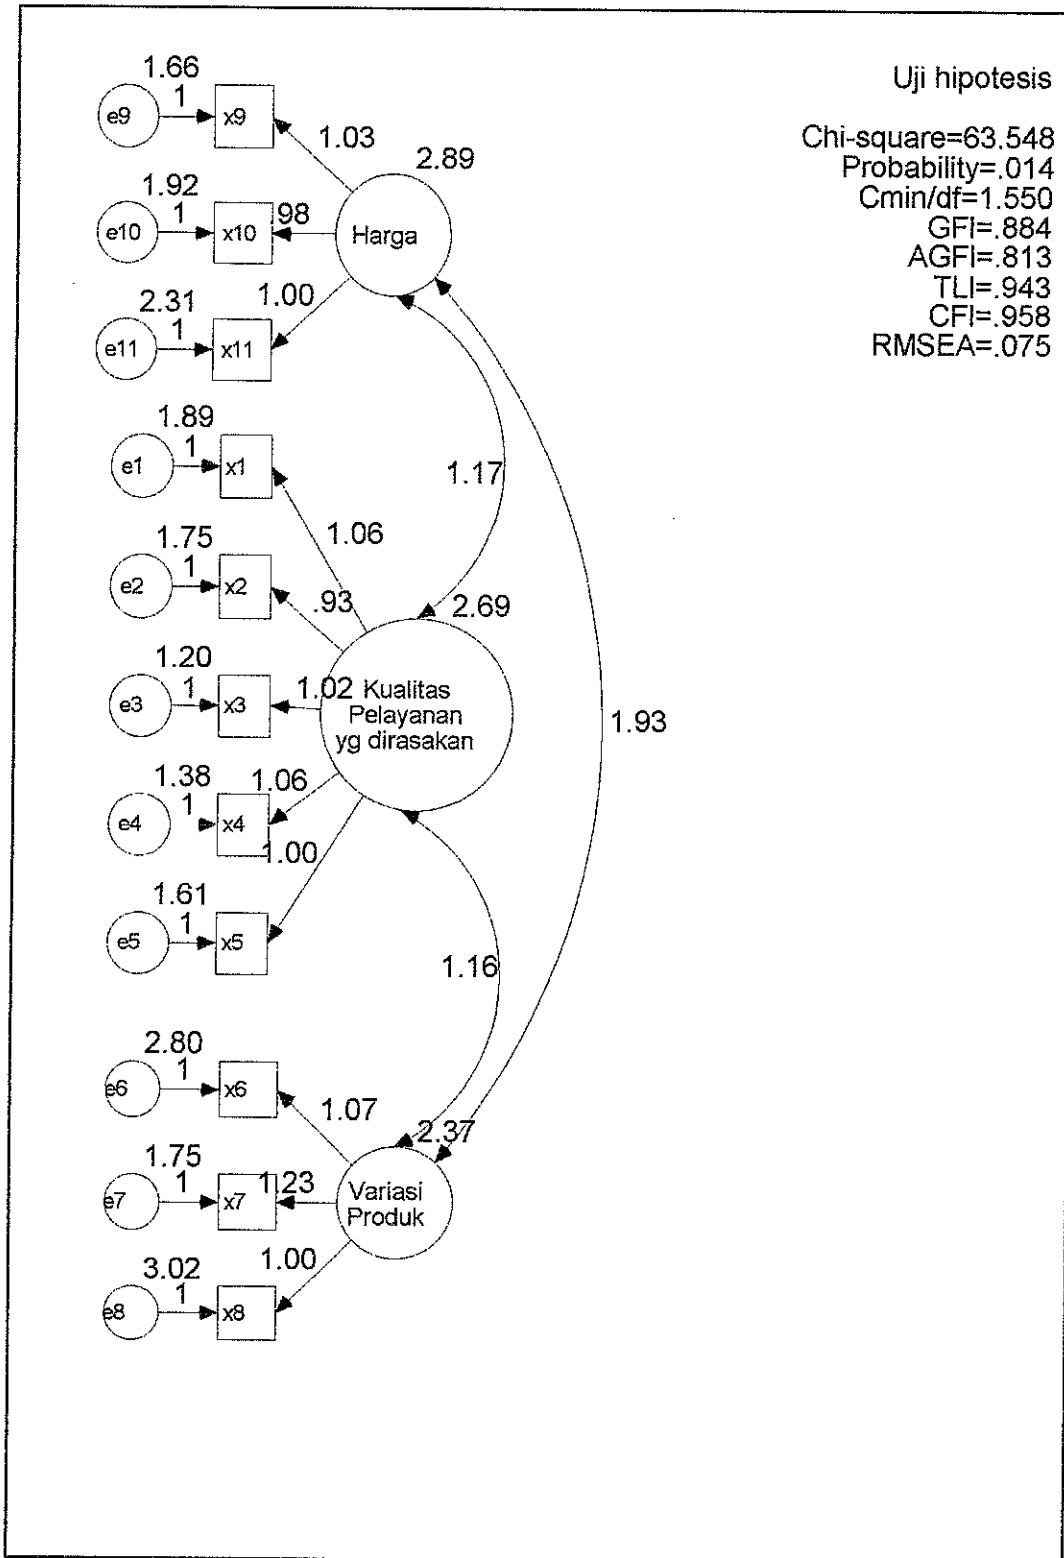 Uji hipotesis
Chi-square=63.548
Probability=.014
Cmin/df=1.550
GFI=.884
AGFI=.813
TLI=.943
CFI=.958
RMSEA=.075
1.66
e9 1 x9
1.03
2.89
1.92
e10 1 x10 .98 Harga
2.31
e11 1 x11
1.00
1.17
1.89
e1 1 x1
1.06
1.75
e2 1 x2
.93
2.69
1.20
e3 1 x3 1.02
Kualitas
Pelayanan
yg dirasakan
1.93
1.38
e4 1 x4
1.06
1.00
1.61
e5 1 x5
1.16
2.80
e6 1 x6
1.07
2.37
1.75
e7 1 x7 1.23
Variasi
Produk
1.00
3.02
e8 1 x8